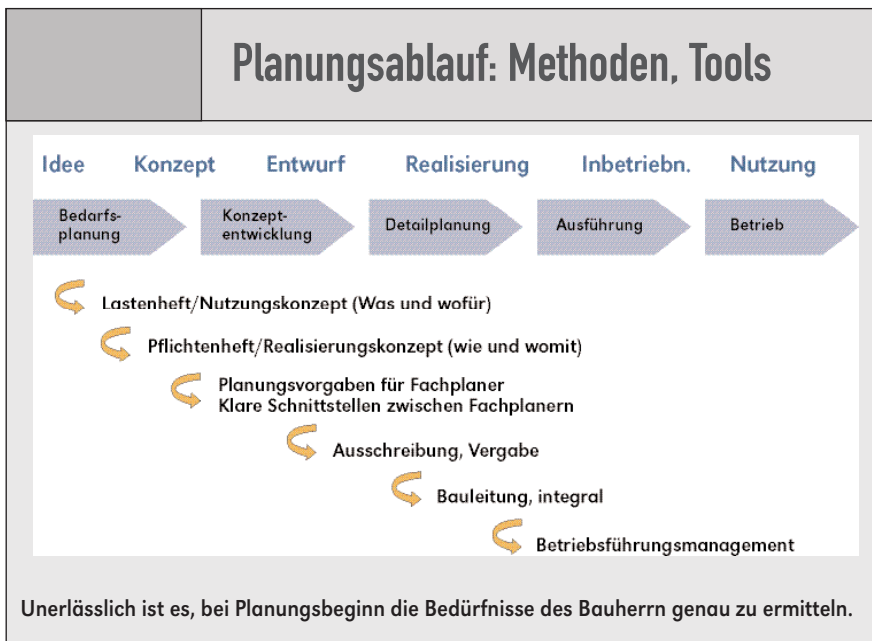 Planungsablauf: Methoden, Tools
Idee Konzept Entwurf Realisierung Inbetriebn. Nutzung
Bedarfs-
planung
Konzept-
entwicklung
Detailplanung
Ausführung
Betrieb
Lastenheft/Nutzungskonzept (Was und wofür)
Pflichtenheft/Realisierungskonzept (wie und womit)
Planungsvorgaben für Fachplaner
Klare Schnittstellen zwischen Fachplanern
Ausschreibung, Vergabe
Bauleitung, integral
Betriebsführungsmanagement
Unerlässlich ist es, bei Planungsbeginn die Bedürfnisse des Bauherrn genau zu ermitteln.